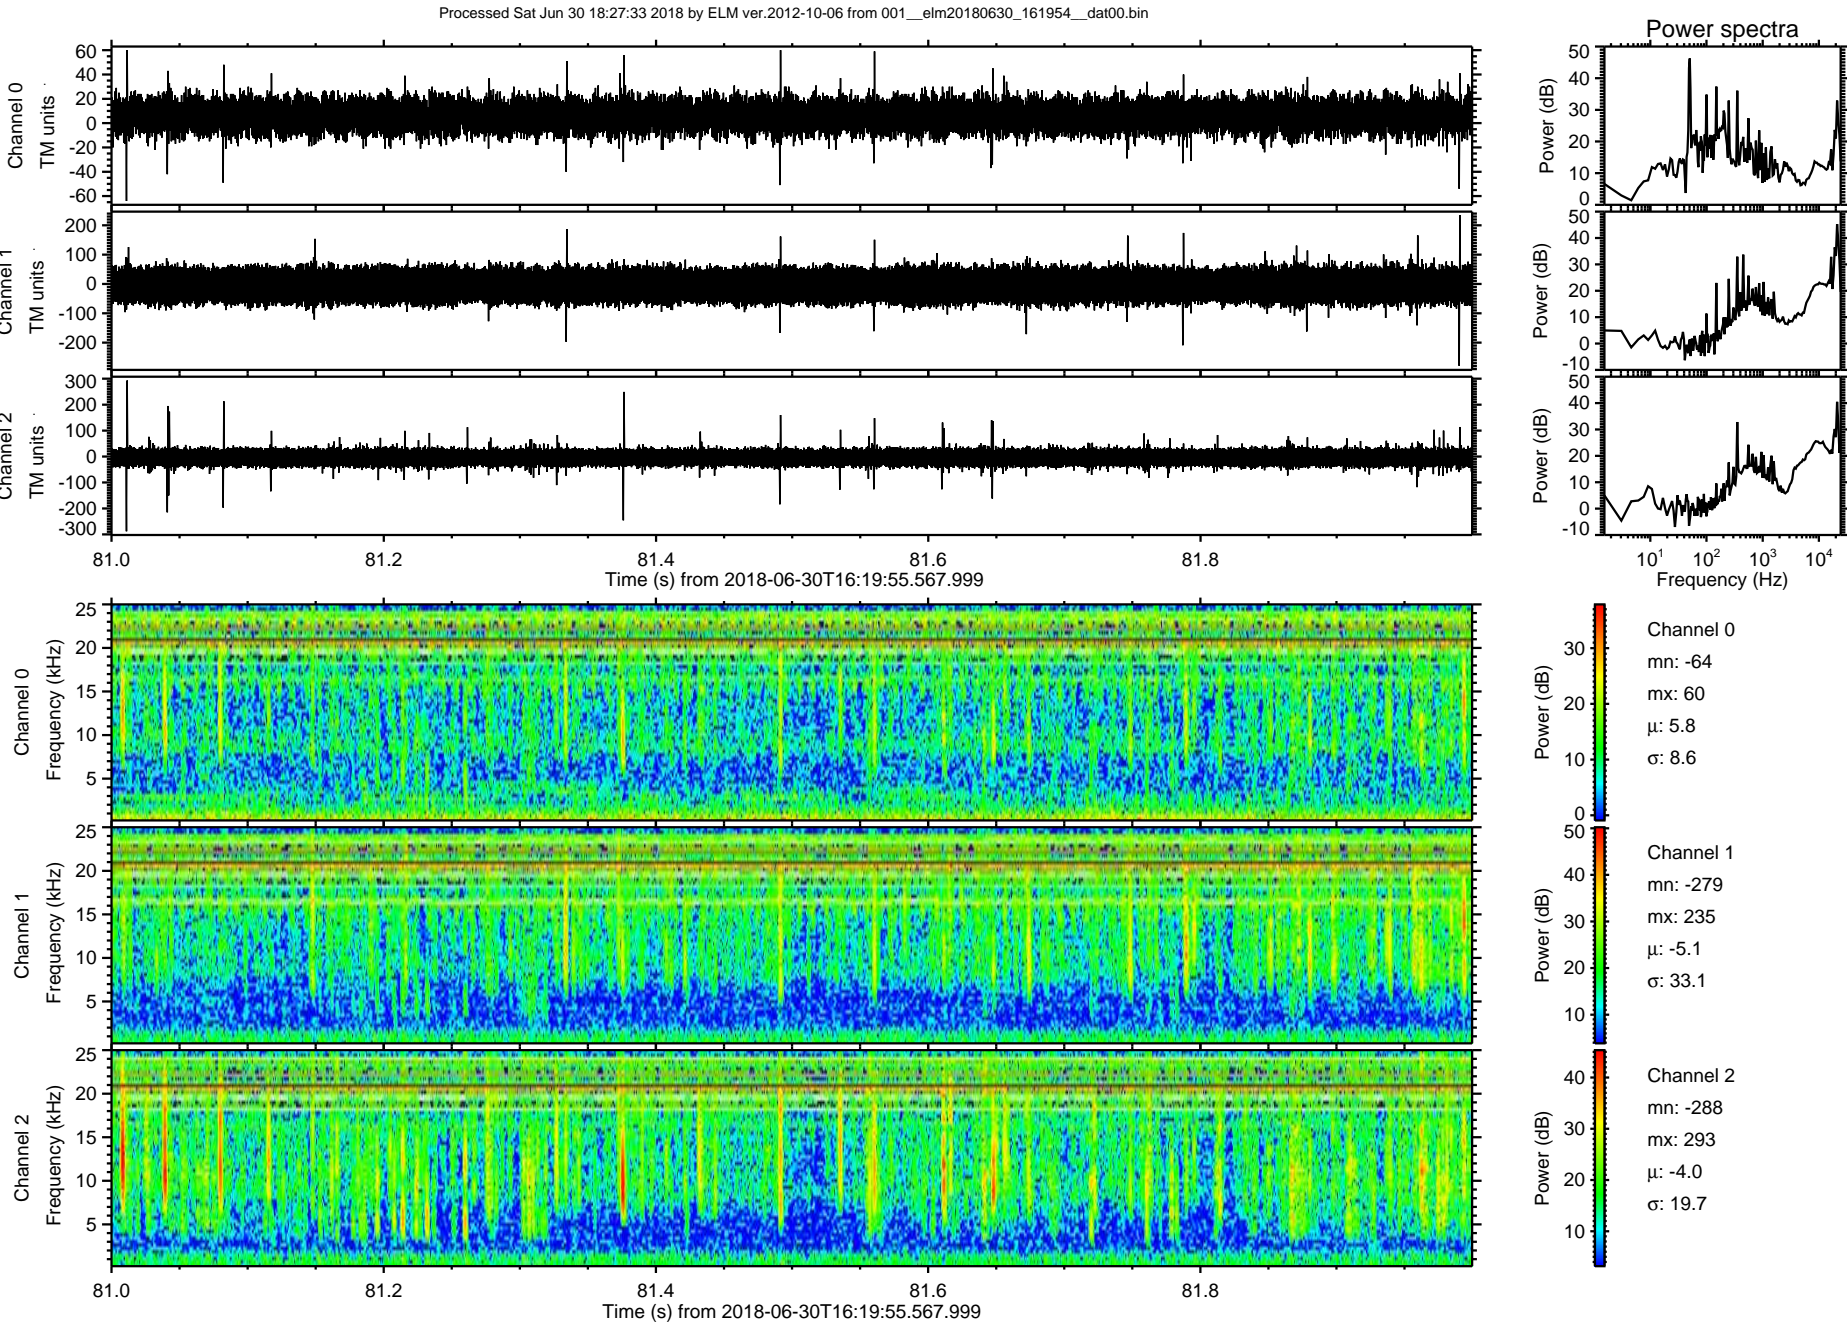 Processed Sat Jun 30 18:27:33 2018 by ELM ver.2012-10-06 from 001__elm20180630_161954__dat00.bin
Power spectra
Channel 0
TM units
60
40
20
0
-20
-40
-60
Power (dB)
50
40
30
20
10
0
Channel 1
TM units
200
100
0
-100
-200
Power (dB)
50
40
30
20
10
0
-10
Channel 2
TM units
300
200
100
0
-100
-200
-300
Power (dB)
50
40
30
20
10
0
-10
81.0 81.2 81.4 81.6 81.8
Time (s) from 2018-06-30T16:19:55.567.999
10^1 10^2 10^3 10^4
Frequency (Hz)
Channel 0
Frequency (kHz)
25
20
15
10
5
Power (dB)
30
20
10
0
Channel 0
mn: -64
mx: 60
μ: 5.8
σ: 8.6
Channel 1
Frequency (kHz)
25
20
15
10
5
Power (dB)
50
40
30
20
10
Channel 1
mn: -279
mx: 235
μ: -5.1
σ: 33.1
Channel 2
Frequency (kHz)
25
20
15
10
5
Power (dB)
40
30
20
10
Channel 2
mn: -288
mx: 293
μ: -4.0
σ: 19.7
81.0 81.2 81.4 81.6 81.8
Time (s) from 2018-06-30T16:19:55.567.999